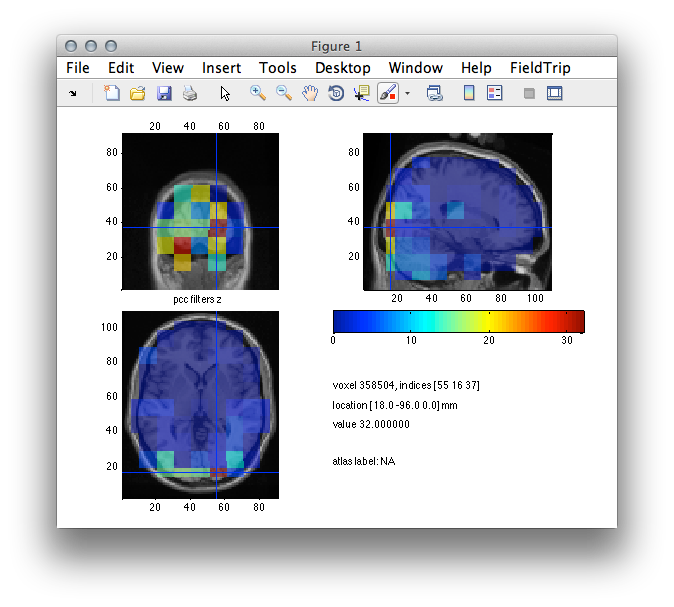 Figure 1
File Edit View Insert Tools Desktop Window Help FieldTrip
20 40 60 80
80
60
40
20
pcc filters z
80
60
40
20
20 40 60 80 100
100
80
60
40
20
20 40 60 80
0 10 20 30
voxel 358504, indices [55 16 37]
location [18.0 -96.0 0.0] mm
value 32.000000
atlas label: NA